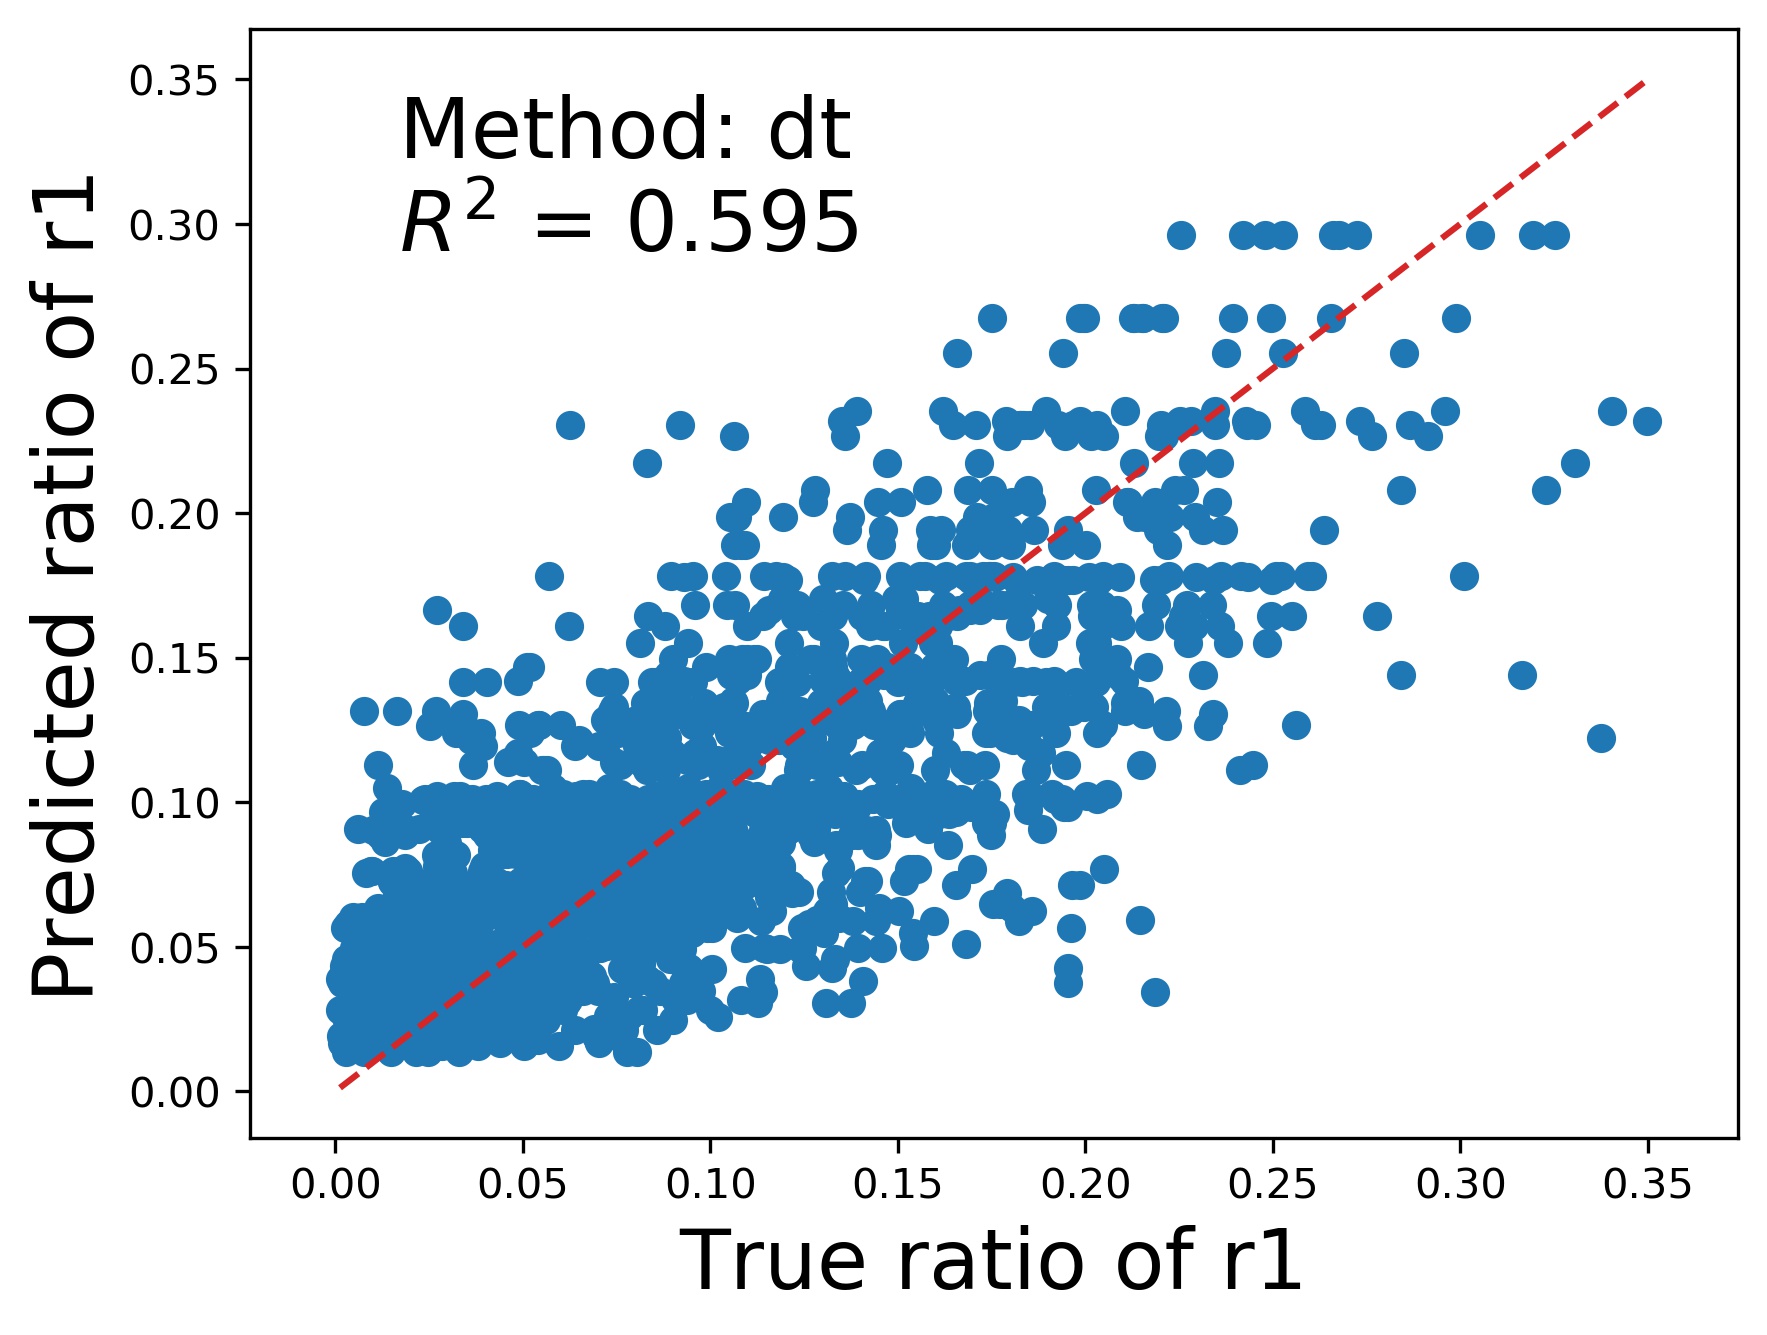 Method: dt
R² = 0.595
Predicted ratio of r1
0.35
0.30
0.25
0.20
0.15
0.10
0.05
0.00
0.00 0.05 0.10 0.15 0.20 0.25 0.30 0.35
True ratio of r1